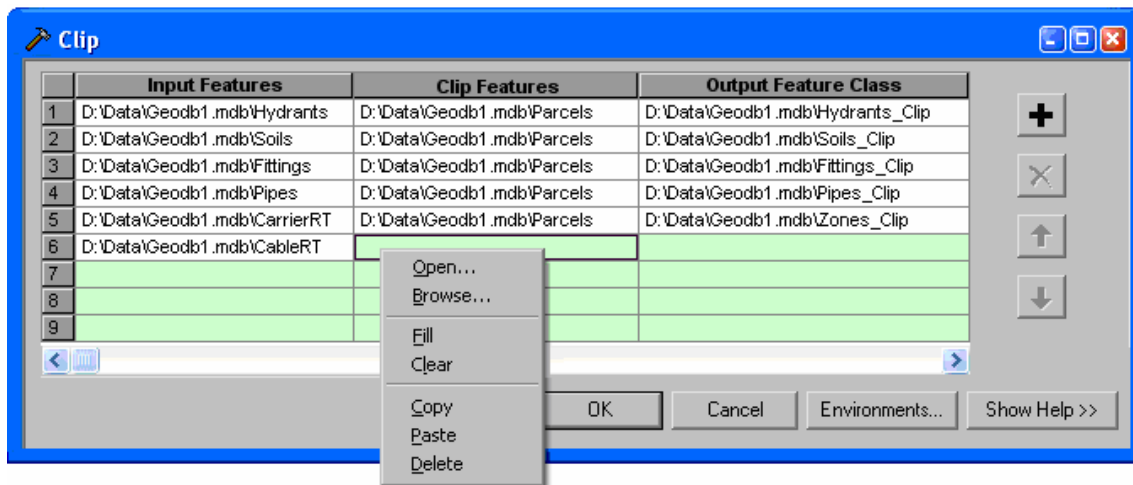 Clip
Input Features Clip Features Output Feature Class
1 D:\Data\Geodb1.mdb\Hydrants D:\Data\Geodb1.mdb\Parcels D:\Data\Geodb1.mdb\Hydrants_Clip
2 D:\Data\Geodb1.mdb\Soils D:\Data\Geodb1.mdb\Parcels D:\Data\Geodb1.mdb\Soils_Clip
3 D:\Data\Geodb1.mdb\Fittings D:\Data\Geodb1.mdb\Parcels D:\Data\Geodb1.mdb\Fittings_Clip
4 D:\Data\Geodb1.mdb\Pipes D:\Data\Geodb1.mdb\Parcels D:\Data\Geodb1.mdb\Pipes_Clip
5 D:\Data\Geodb1.mdb\CarrierRT D:\Data\Geodb1.mdb\Parcels D:\Data\Geodb1.mdb\Zones_Clip
6 D:\Data\Geodb1.mdb\CableRT
7
8
9
Open...
Browse...
Fill
Clear
Copy
Paste
Delete
OK Cancel Environments... Show Help >>